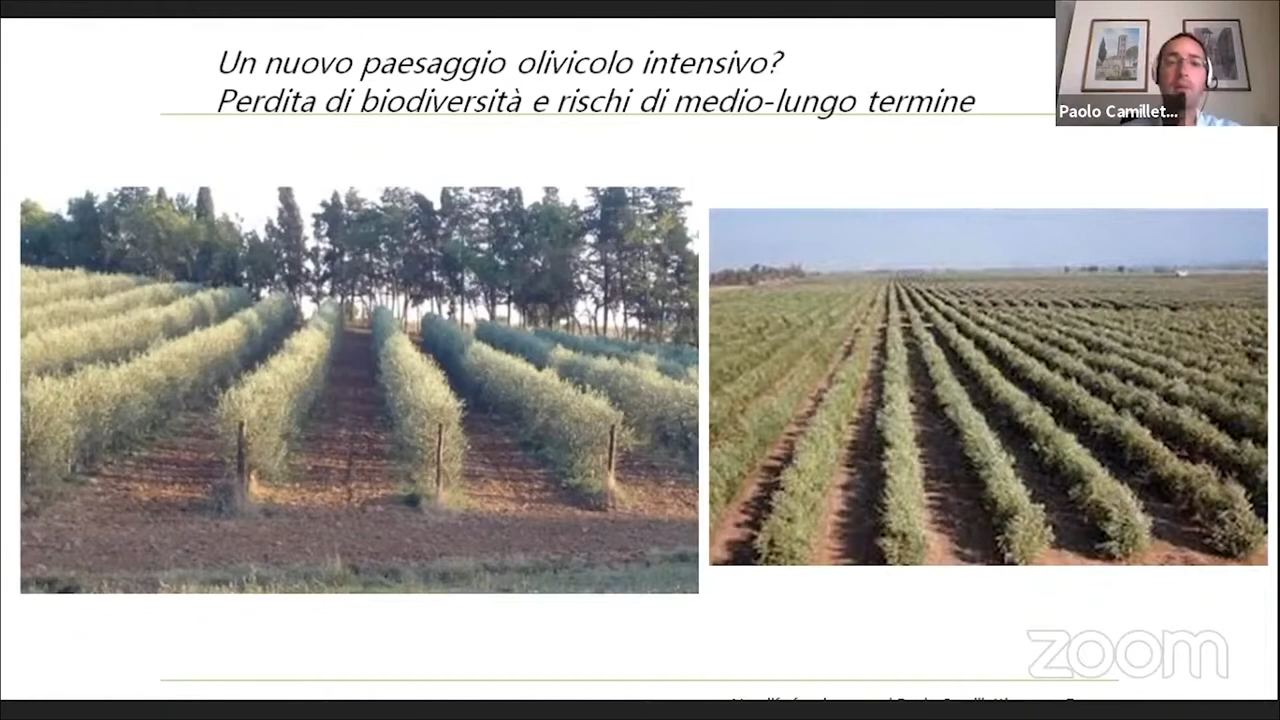 Un nuovo paesaggio olivicolo intensivo?
Perdita di biodiversità e rischi di medio-lungo termine
Paolo Camillet...
zoom